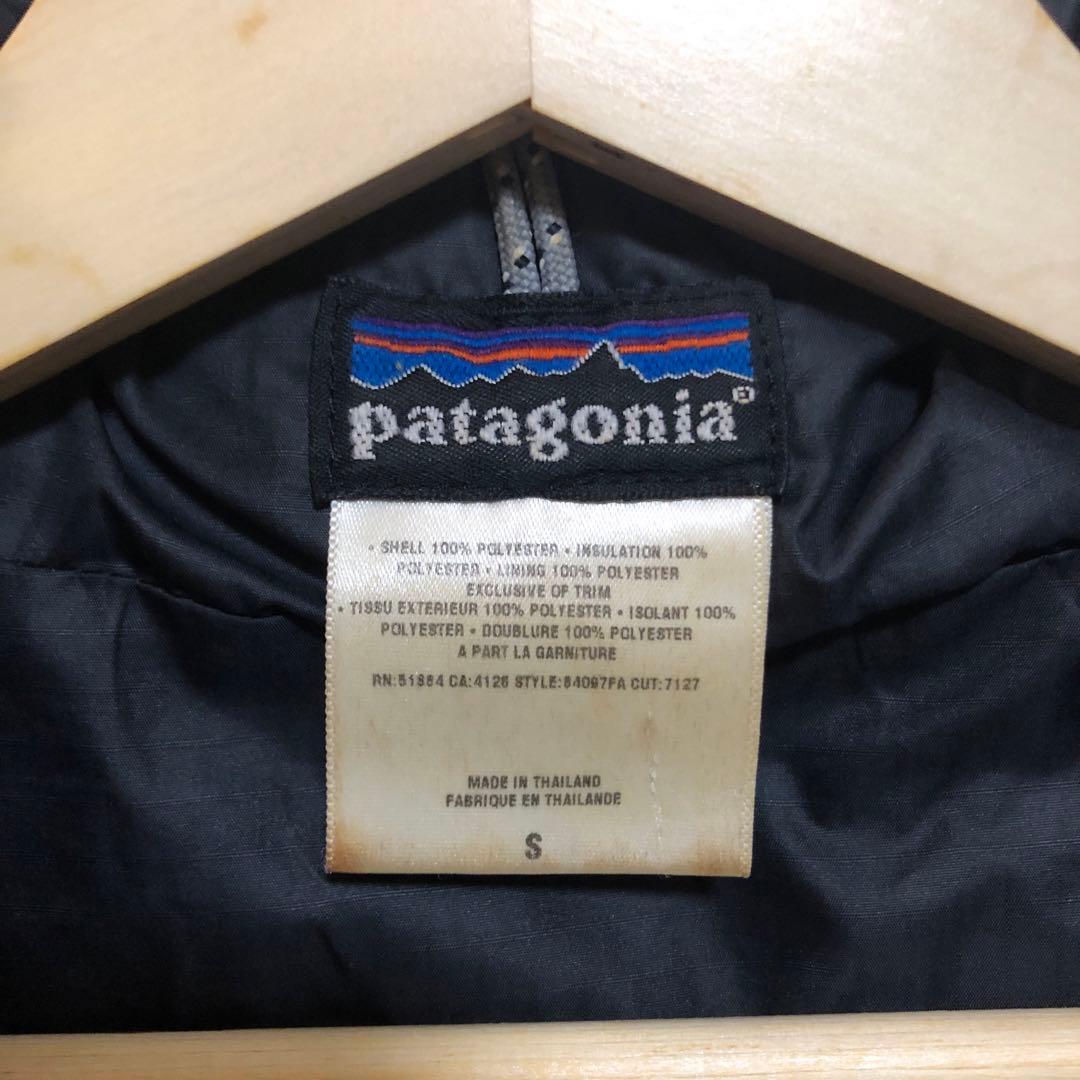 patagonia®
• SHELL 100% POLYESTER • INSULATION 100%
POLYESTER • LINING 100% POLYESTER
EXCLUSIVE OF TRIM
• TISSU EXTERIEUR 100% POLYESTER • ISOLANT 100%
POLYESTER • DOUBLURE 100% POLYESTER
A PART LA GARNITURE
RN:51884 CA:4126 STYLE:84097FA CUT:7127
MADE IN THAILAND
FABRIQUE EN THAILANDE
S